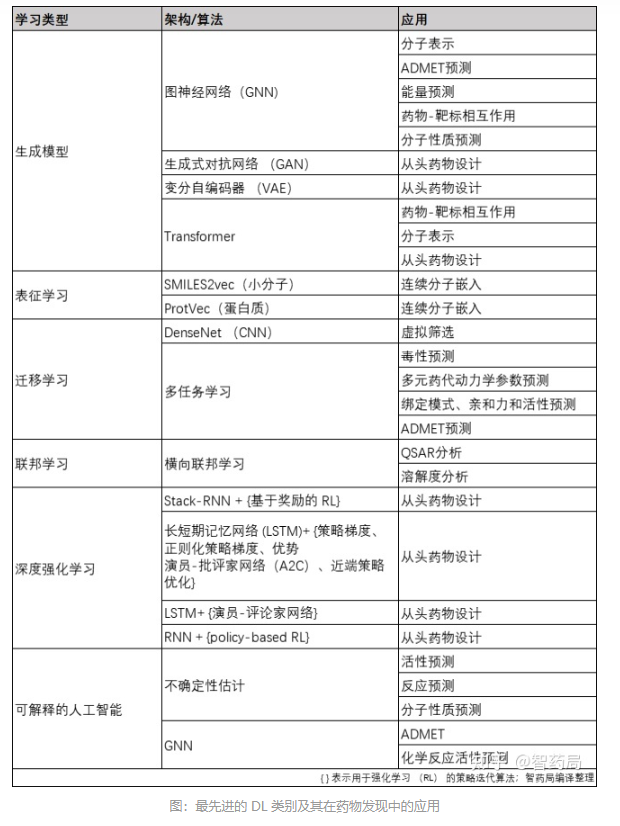 学习类型 架构/算法 应用
分子表示
ADMET预测
图神经网络（GNN） 能量预测
药物-靶标相互作用
分子性质预测
生成模型
生成式对抗网络 （GAN） 从头药物设计
变分自编码器 （VAE） 从头药物设计
药物-靶标相互作用
Transformer 分子表示
从头药物设计
表征学习
SMILES2vec（小分子） 连续分子嵌入
ProtVec（蛋白质） 连续分子嵌入
DenseNet （CNN） 虚拟筛选
迁移学习
多任务学习
毒性预测
多元药代动力学参数预测
绑定模式、亲和力和活性预测
ADMET预测
联邦学习 横向联邦学习
QSAR分析
溶解度分析
深度强化学习
Stack-RNN + {基于奖励的 RL} 从头药物设计
长短期记忆网络 (LSTM)+ {策略梯度、
正则化策略梯度、优势
演员-批评家网络（A2C）、近端策略
优化}
从头药物设计
LSTM+ {演员-评论家网络} 从头药物设计
RNN + {policy-based RL} 从头药物设计
可解释的人工智能
不确定性估计
活性预测
反应预测
分子性质预测
GNN
ADMET
化学反应活性预测
知乎 @智药局
{ } 表示用于强化学习 （RL） 的策略迭代算法；智药局编译整理
图：最先进的 DL 类别及其在药物发现中的应用